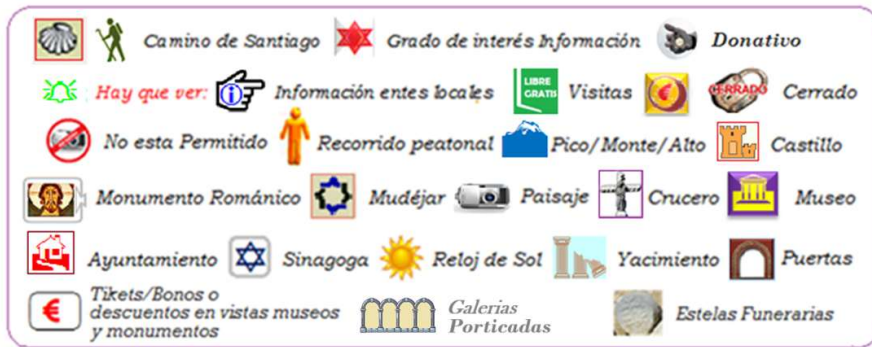 Camino de Santiago Grado de interés Información Donativo
Hay que ver: Información entes locales LIBRE GRATIS Visitas € CERRADO Cerrado
No esta Permitido Recorrido peatonal Pico/Monte/Alto Castillo
Monumento Románico Mudéjar Paisaje Crucero Museo
Ayuntamiento Sinagoga Reloj de Sol Yacimiento Puertas
€ Tikets/Bonos o
descuentos en vistas museos
y monumentos
Galerías
Porticadas
Estelas Funerarias